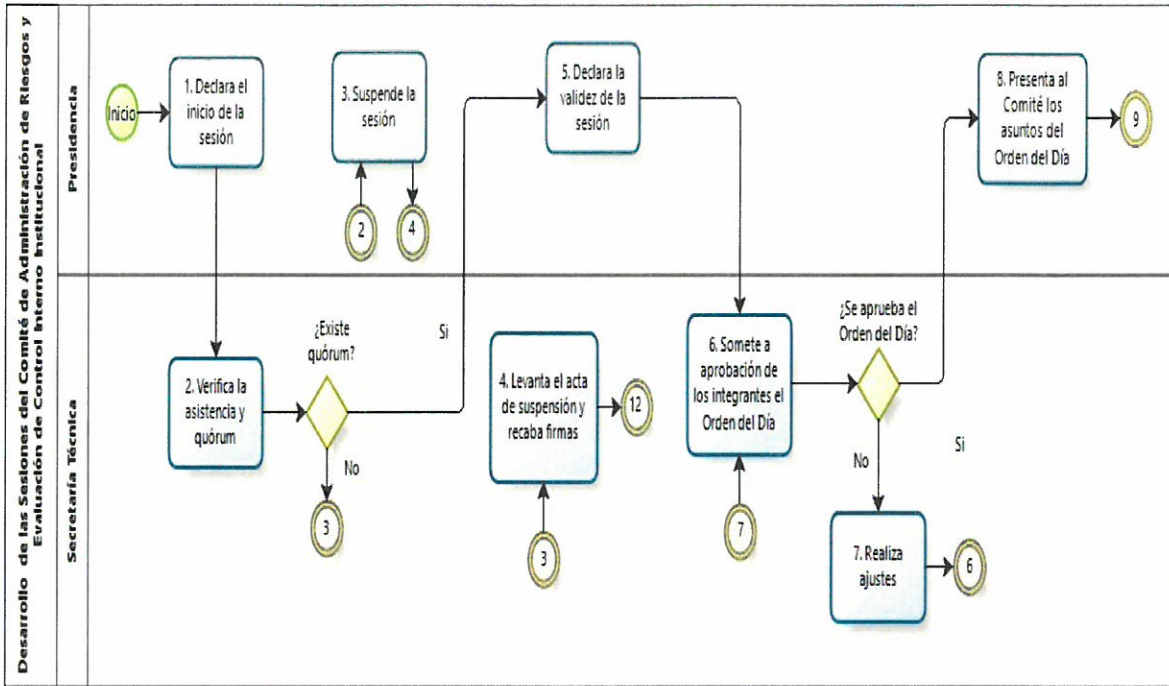 Desarrollo de las Sesiones del Comité de Administración de Riesgos y
Evaluación de Control Interno Institucional
Presidencia
Inicio
1. Declara el
inicio de la
sesión
3. Suspende la
sesión
2
4
5. Declara la
validez de la
sesión
8. Presenta al
Comité los
asuntos del
Orden del Día
9
Secretaría Técnica
2. Verifica la
asistencia y
quórum
¿Existe
quórum?
Si
No
3
4. Levanta el acta
de suspensión y
recaba firmas
12
3
6. Somete a
aprobación de
los integrantes el
Orden del Día
7
¿Se aprueba el
Orden del Día?
Si
No
7. Realiza
ajustes
6